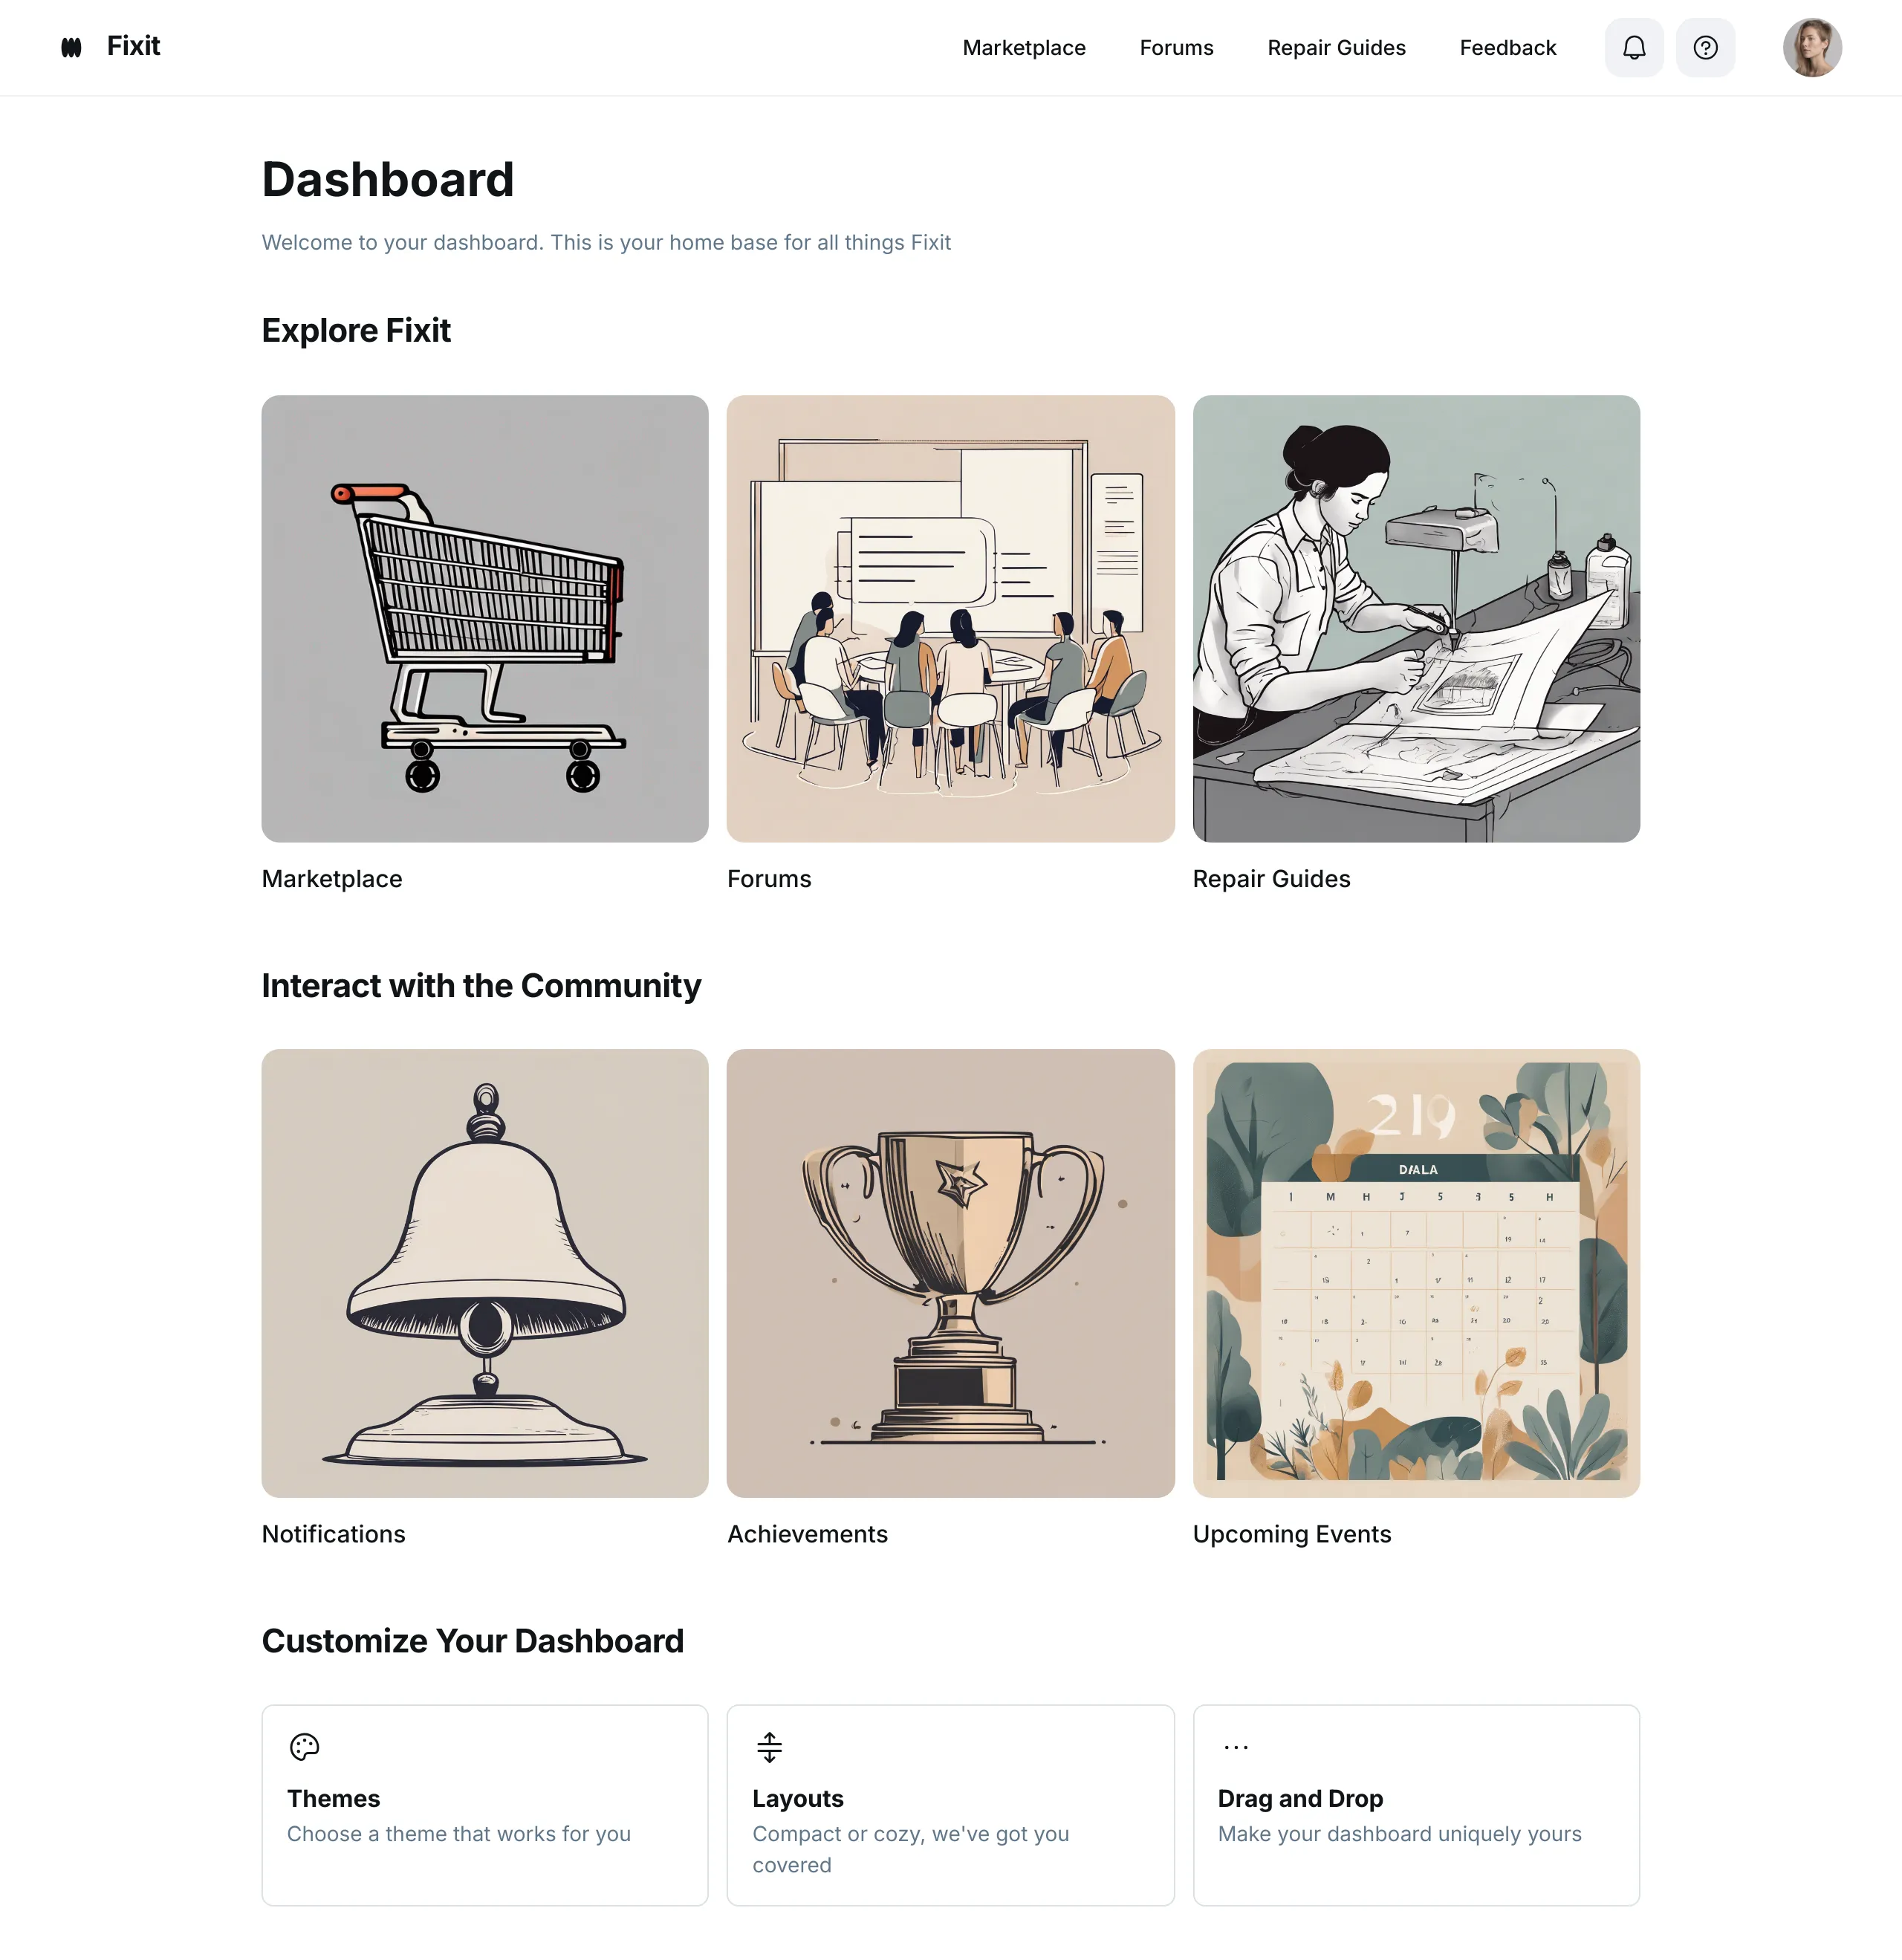 Fixit
Marketplace
Forums
Repair Guides
Feedback
Dashboard
Welcome to your dashboard. This is your home base for all things Fixit
Explore Fixit
Marketplace
Forums
Repair Guides
Interact with the Community
219
D/ALA
Notifications
Achievements
Upcoming Events
Customize Your Dashboard
Themes
Choose a theme that works for you
Layouts
Compact or cozy, we've got you
covered
Drag and Drop
Make your dashboard uniquely yours